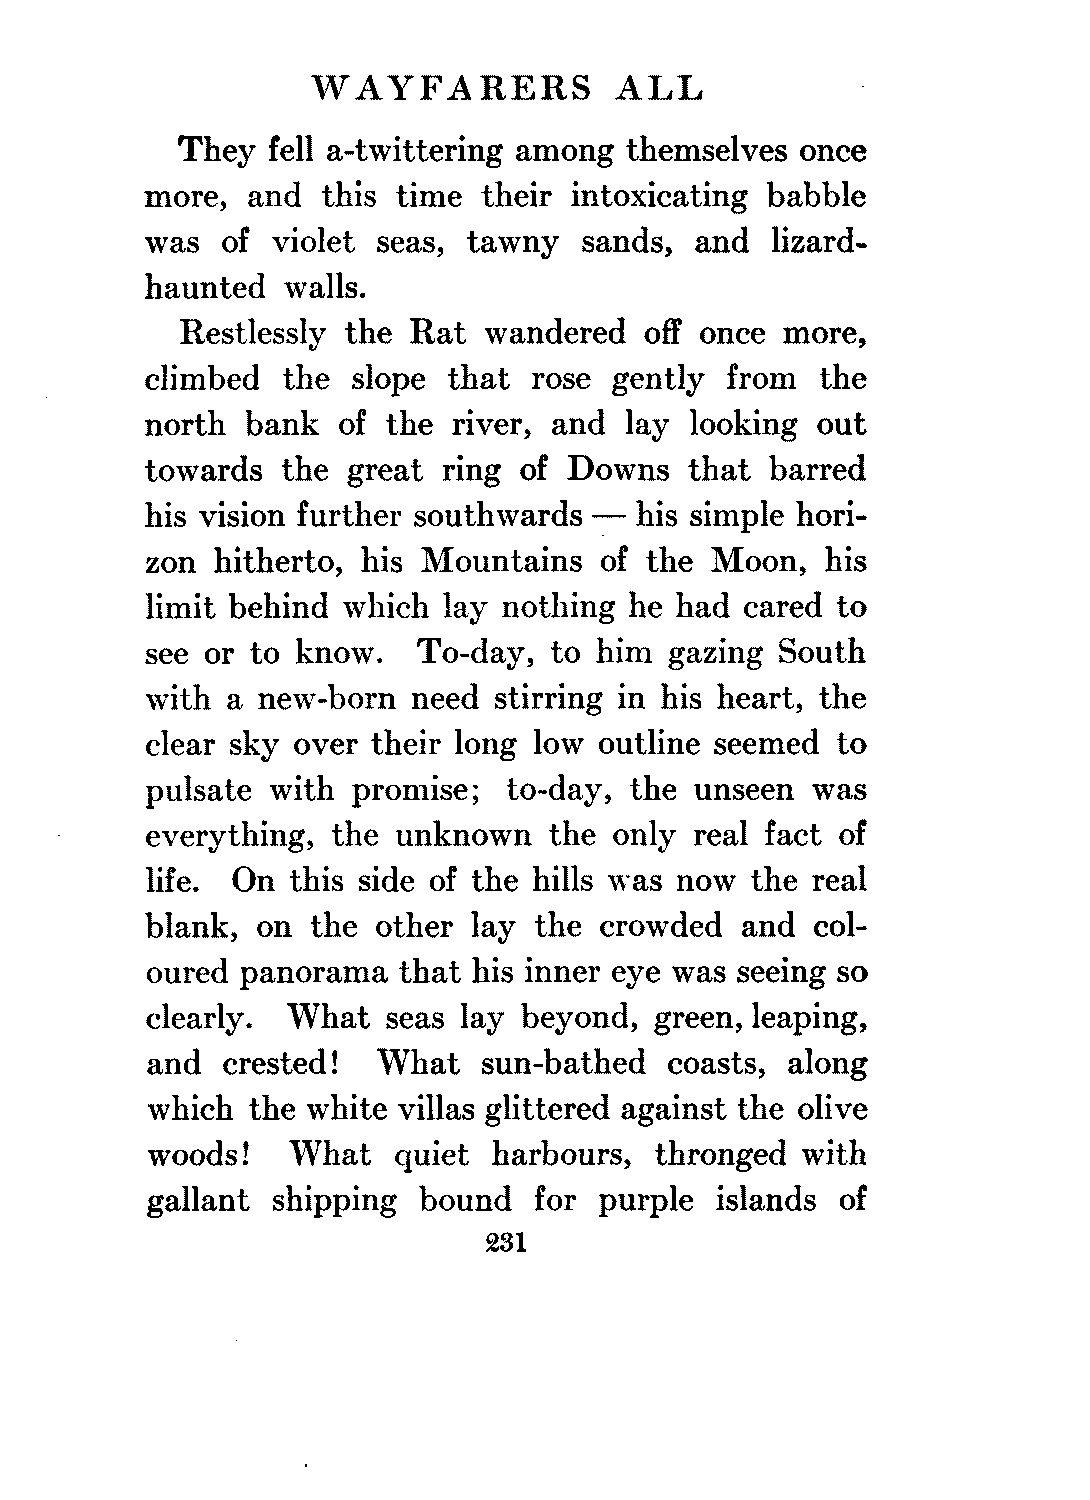 WAYFARERS ALL
They fell a-twittering among themselves once
more, and this time their intoxicating babble
was of violet seas, tawny sands, and lizard-
haunted walls.
Restlessly the Rat wandered off once more,
climbed the slope that rose gently from the
north bank of the river, and lay looking out
towards the great ring of Downs that barred
his vision further southwards — his simple hori-
zon hitherto, his Mountains of the Moon, his
limit behind which lay nothing he had cared to
see or to know. To-day, to him gazing South
with a new-born need stirring in his heart, the
clear sky over their long low outline seemed to
pulsate with promise; to-day, the unseen was
everything, the unknown the only real fact of
life. On this side of the hills was now the real
blank, on the other lay the crowded and col-
oured panorama that his inner eye was seeing so
clearly. What seas lay beyond, green, leaping,
and crested! What sun-bathed coasts, along
which the white villas glittered against the olive
woods! What quiet harbours, thronged with
gallant shipping bound for purple islands of
231